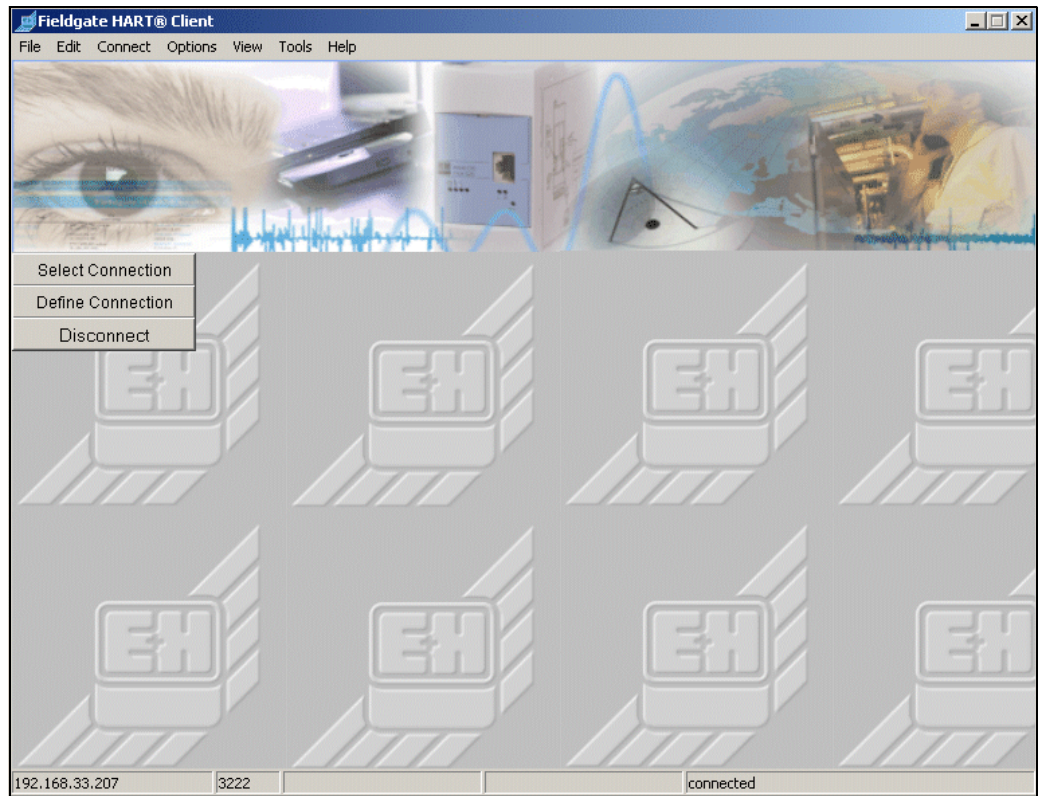 Fieldgate HART® Client
File Edit Connect Options View Tools Help
Select Connection
Define Connection
Disconnect
E+H E+H E+H E+H
E+H E+H E+H E+H
192.168.33.207 3222 connected